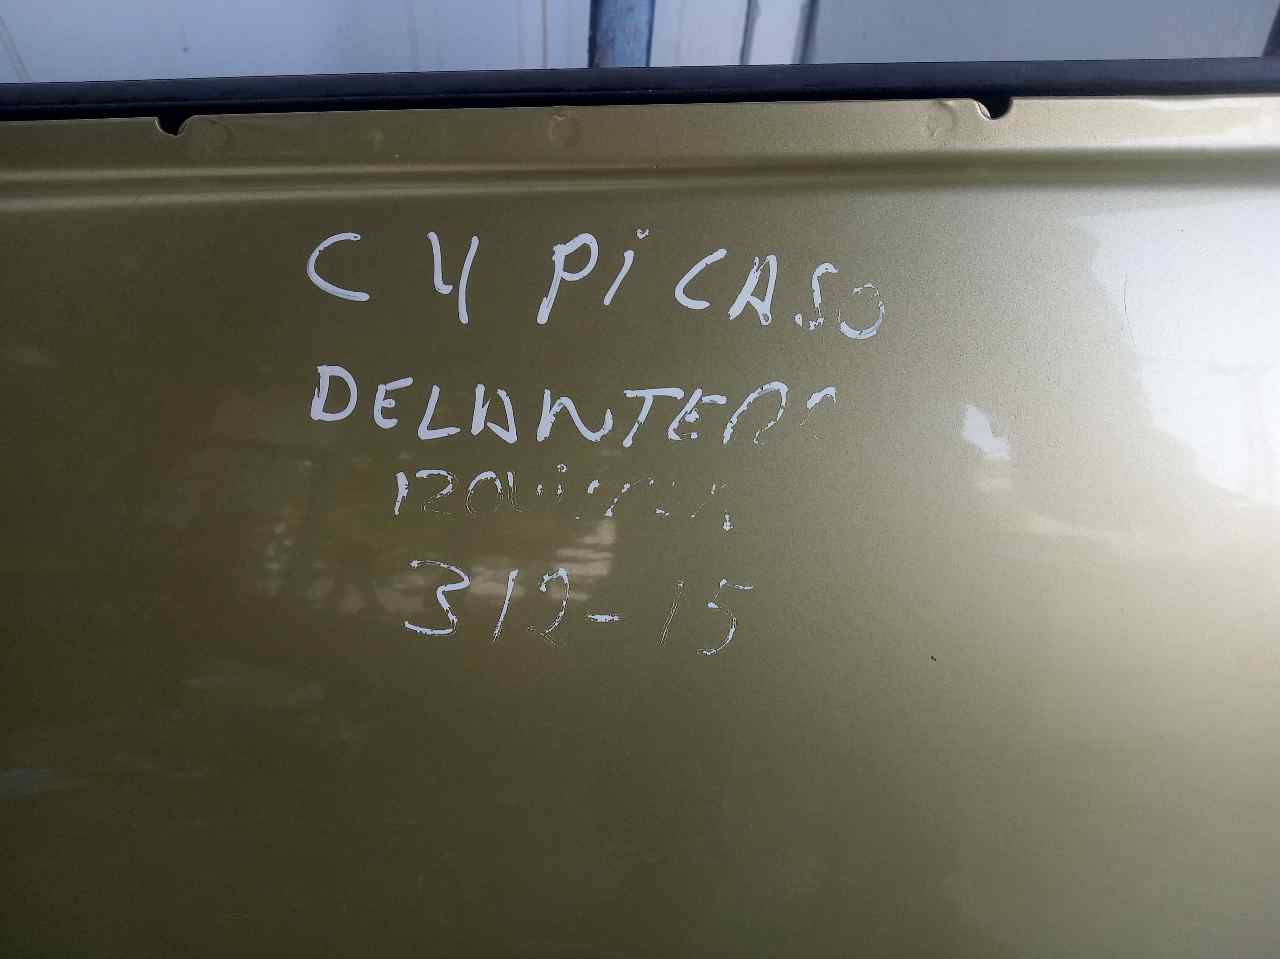 C4 PiCASO
DELANTERA
312-15